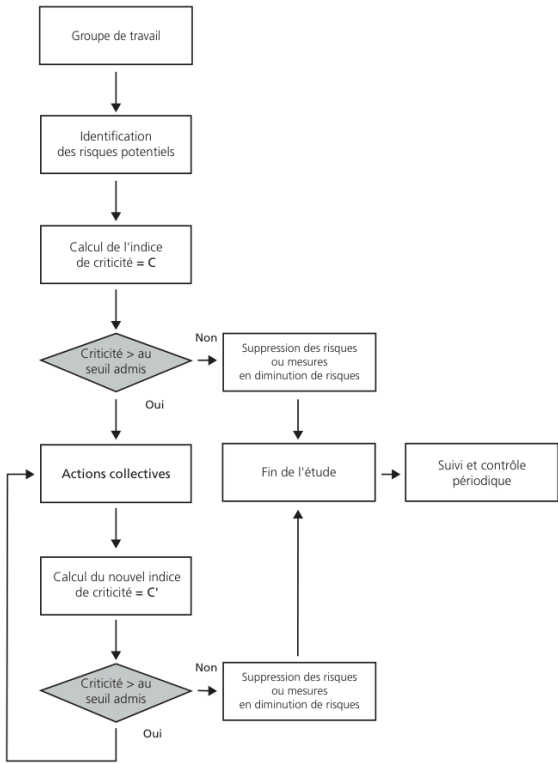 Groupe de travail
Identification
des risques potentiels
Calcul de l'indice
de criticité = C
Criticité > au
seuil admis
Non
Suppression des risques
ou mesures
en diminution de risques
Oui
Actions collectives
Fin de l'étude
Suivi et contrôle
périodique
Calcul du nouvel indice
de criticité = C'
Criticité > au
seuil admis
Non
Suppression des risques
ou mesures
en diminution de risques
Oui